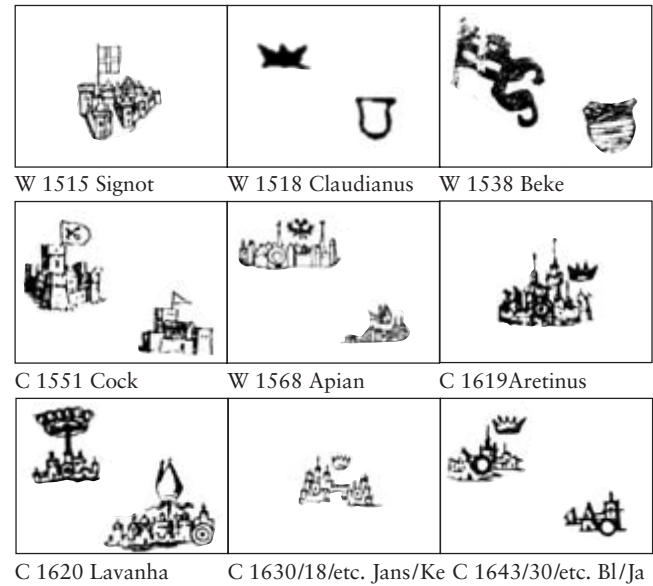 W 1515 Signot W 1518 Claudianus W 1538 Beke
C 1551 Cock W 1568 Apian C 1619Aretinus
C 1620 Lavanha C 1630/18/etc. Jans/Ke C 1643/30/etc. Bl/Ja